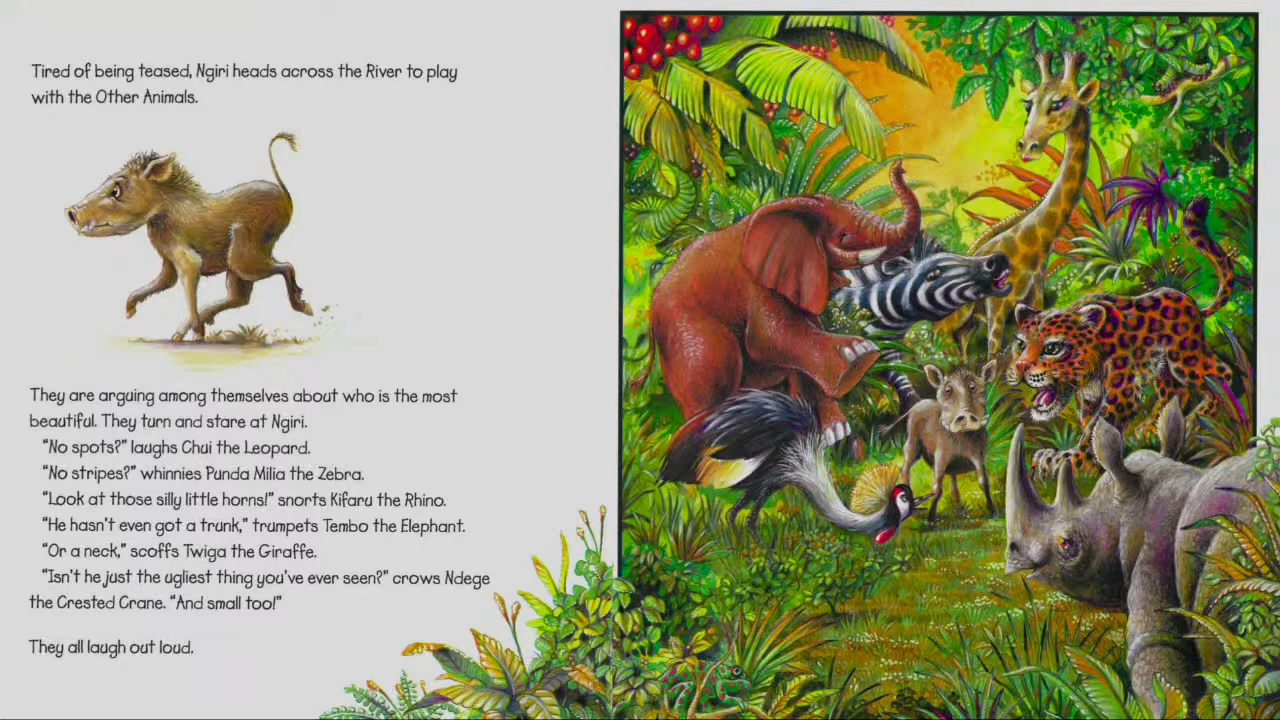 Tired of being teased, Ngiri heads across the River to play
with the Other Animals.
They are arguing among themselves about who is the most
beautiful. They turn and stare at Ngiri.
“No spots?” laughs Chui the Leopard.
“No stripes?” whinnies Punda Milia the Zebra.
“Look at those silly little horns!” snorts Kifaru the Rhino.
“He hasn’t even got a trunk,” trumpets Tembo the Elephant.
“Or a neck,” scoffs Twiga the Giraffe.
“Isn’t he just the ugliest thing you’ve ever seen?” crows Ndege
the Crested Crane. “And small too!”
They all laugh out loud.